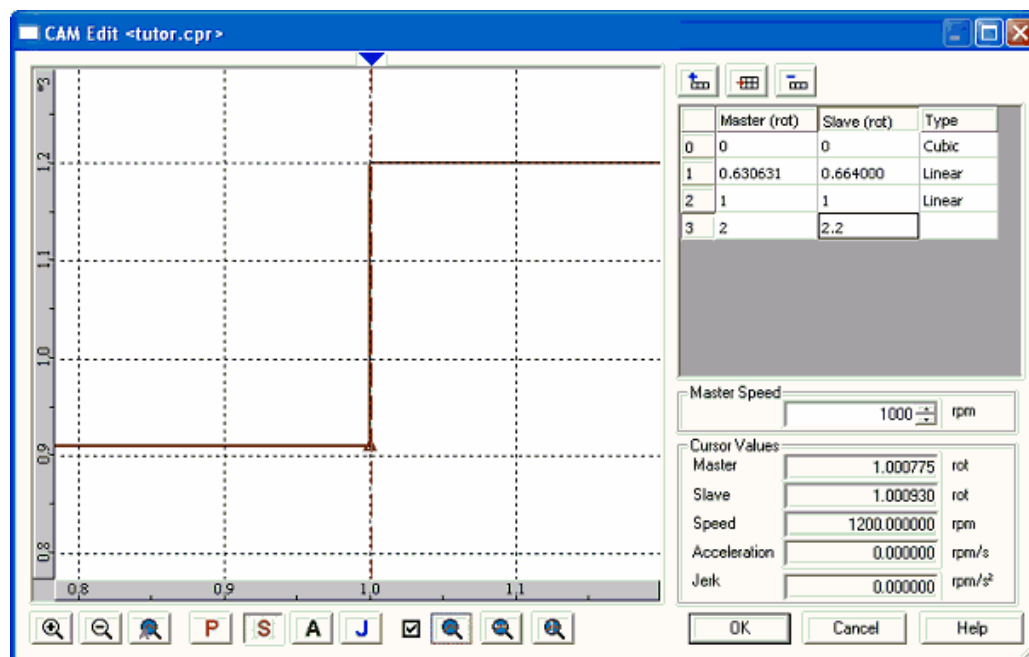 CAM Edit <tutor.cpr>
e3
1,2
1,1
1,0
0,9
0,8
0,8 0,9 1,0 1,1
P S A J
Master (rot) Slave (rot) Type
0 0 0 Cubic
1 0.630631 0.664000 Linear
2 1 1 Linear
3 2 2.2
Master Speed
1000 rpm
Cursor Values
Master 1.000775 rot
Slave 1.000930 rot
Speed 1200.000000 rpm
Acceleration 0.000000 rpm/s
Jerk 0.000000 rpm/s²
OK Cancel Help